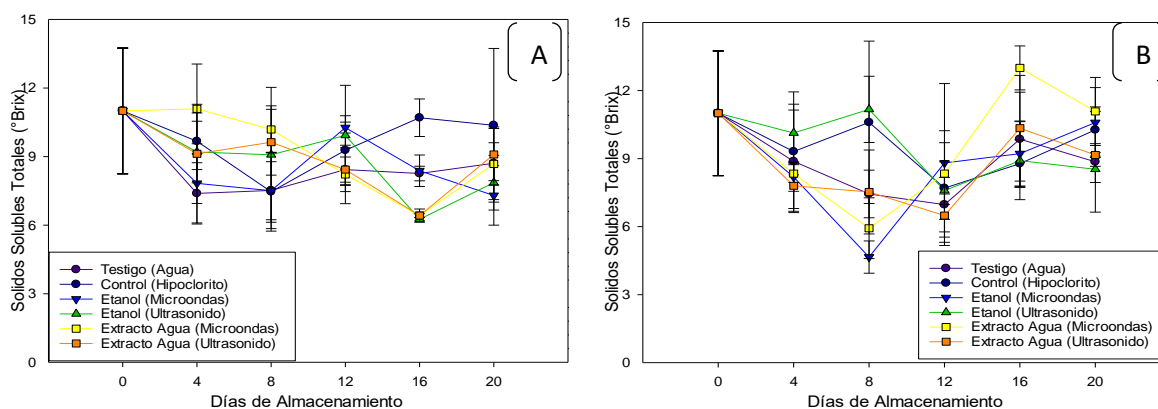 15
12
9
6
3
0
Solidos Solubles Totales (°Brix)
A
Testigo (Agua)
Control (Hipoclorito)
Etanol (Microondas)
Etanol (Ultrasonido)
Extracto Agua (Microondas)
Extracto Agua (Ultrasonido)
0 4 8 12 16 20
Días de Almacenamiento
15
12
9
6
3
0
Solidos Solubles Totales (°Brix)
B
Testigo (Agua)
Control (Hipoclorito)
Etanol (Microondas)
Etanol (Ultrasonido)
Extracto Agua (Microondas)
Extracto Agua (Ultrasonido)
0 4 8 12 16 20
Días de Almacenamiento